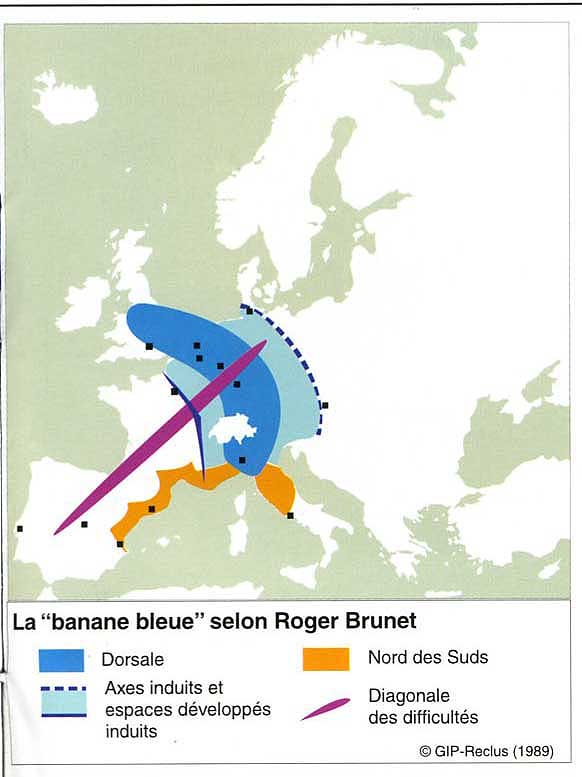 La “banane bleue” selon Roger Brunet
Dorsale
Axes induits et
espaces développés
induits
Nord des Suds
Diagonale
des difficultés
© GIP-Reclus (1989)